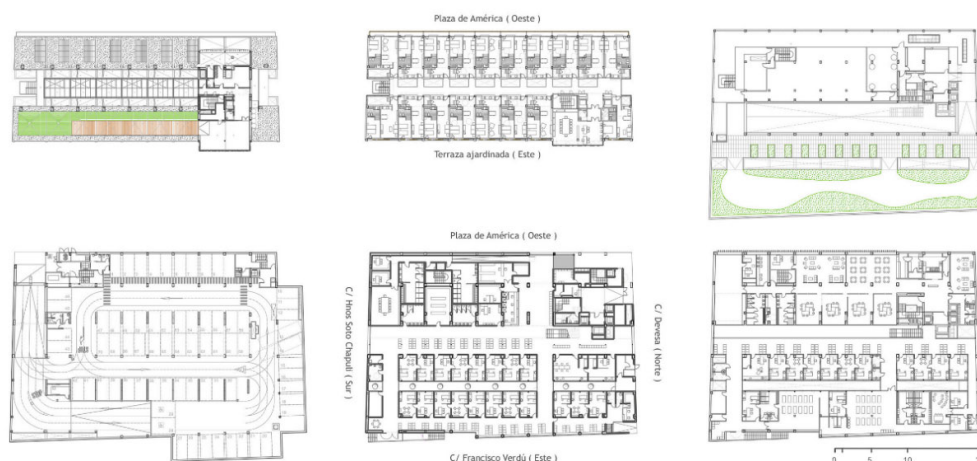 Plaza de América ( Oeste )
Terraza ajardinada ( Este )
Plaza de América ( Oeste )
C/ Hnos Soto Chapuli ( Sur )
C/ Devesa ( Norte )
C/ Francisco Verdú ( Este )
0 5 10